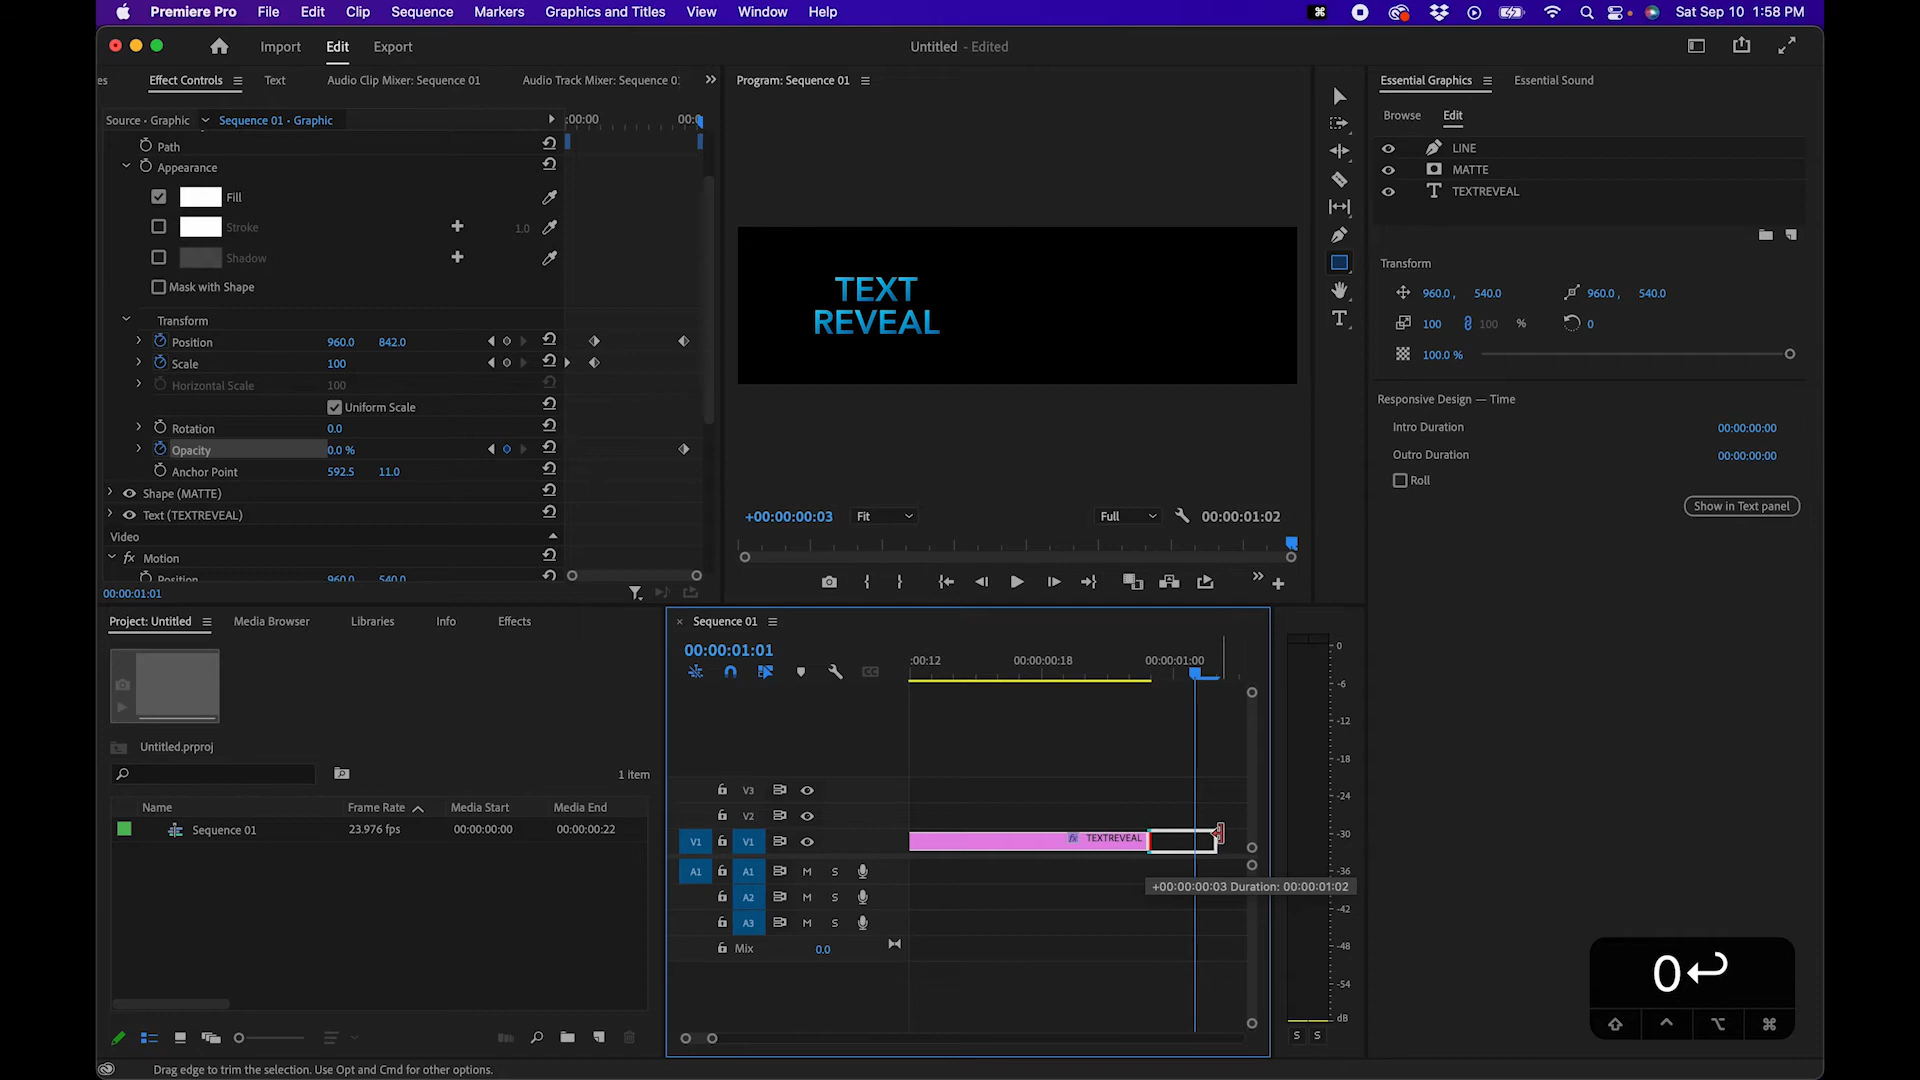 Premiere Pro File Edit Clip Sequence Markers Graphics and Titles View Window Help Sat Sep 10 1:58 PM
Import Edit Export Untitled - Edited
Effect Controls Text Audio Clip Mixer: Sequence 01 Audio Track Mixer: Sequence 0
Program: Sequence 01
Essential Graphics Essential Sound
Source · Graphic Sequence 01 · Graphic :00:00 00:0
Path
Appearance
Fill
Stroke 1.0
Shadow
Mask with Shape
Transform
Position 960.0 842.0
Scale 100
Horizontal Scale 100
Uniform Scale
Rotation 0.0
Opacity 0.0 %
Anchor Point 592.5 11.0
Shape (MATTE)
Text (TEXTREVEAL)
Video
fx Motion
Position 960.0 540.0
00:00:01:01
TEXT
REVEAL
+00:00:00:03 Fit Full 00:00:01:02
Browse Edit
LINE
MATTE
TEXTREVEAL
Transform
960.0 , 540.0 960.0 , 540.0
100 100 % 0
100.0 %
Responsive Design — Time
Intro Duration 00:00:00:00
Outro Duration 00:00:00:00
Roll
Show in Text panel
Project: Untitled Media Browser Libraries Info Effects
Untitled.prproj
1 item
Name Frame Rate Media Start Media End
Sequence 01 23.976 fps 00:00:00:00 00:00:00:22
× Sequence 01
00:00:01:01
:00:12 00:00:00:18 00:00:01:00
V3
V2
V1 V1 fx TEXTREVEAL
A1 A1 M S
+00:00:00:03 Duration: 00:00:01:02
A2 M S
A3 M S
Mix 0.0
0
-6
-12
-18
-24
-30
-36
-42
-48
-54
dB
S S
0↩
Drag edge to trim the selection. Use Opt and Cmd for other options.